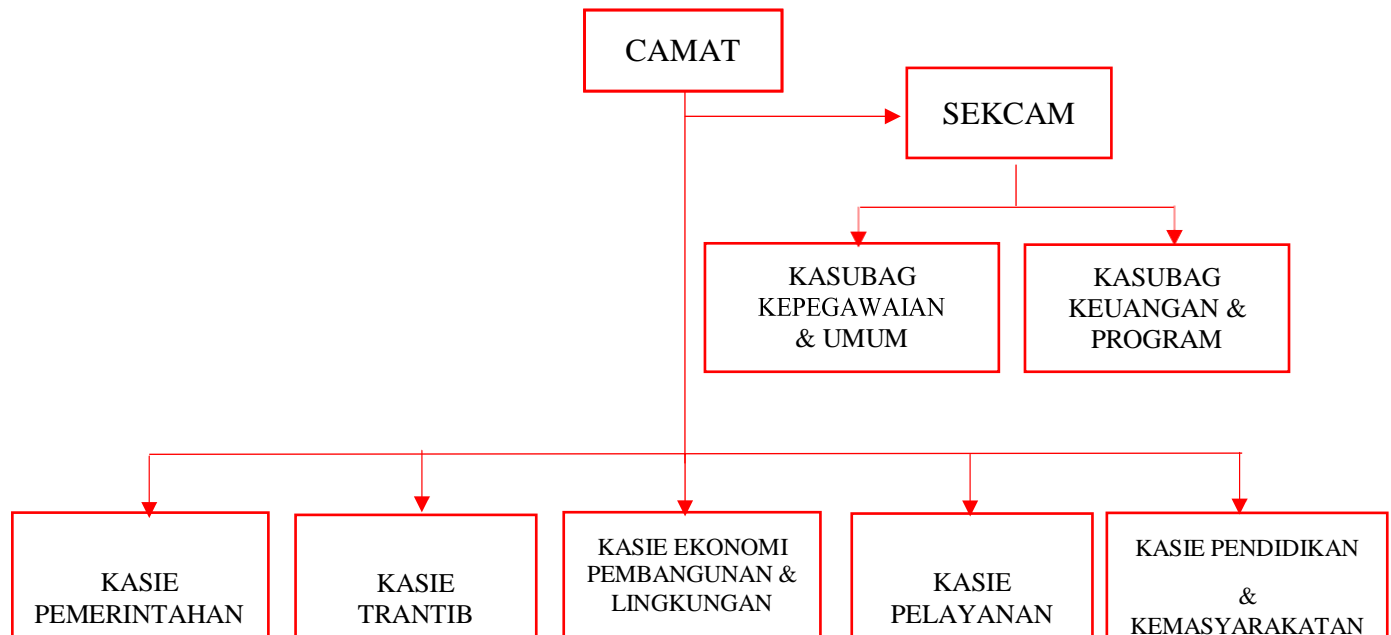 CAMAT
SEKCAM
KASUBAG
KEPEGAWAIAN
& UMUM
KASUBAG
KEUANGAN &
PROGRAM
KASIE
PEMERINTAHAN
KASIE
TRANTIB
KASIE EKONOMI
PEMBANGUNAN &
LINGKUNGAN
KASIE
PELAYANAN
KASIE PENDIDIKAN
&
KEMASYARAKATAN